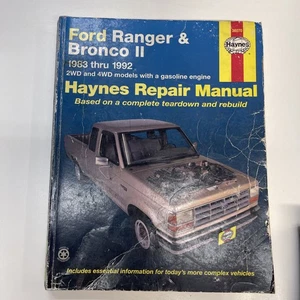 Ford Ranger &
Bronco II
1983 thru 1992
2WD and 4WD models with a gasoline engine
Haynes Repair Manual
Based on a complete teardown and rebuild
Haynes
Includes essential information for today's more complex vehicles